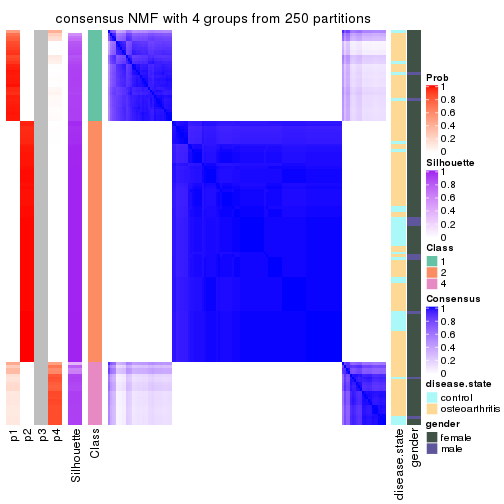 consensus NMF with 4 groups from 250 partitions
Prob
1
0.8
0.6
0.4
0.2
0
Silhouette
1
0.8
0.6
0.4
0.2
0
Class
1
2
4
Consensus
1
0.8
0.6
0.4
0.2
0
disease.state
control
osteoarthritis
gender
female
male
p1
p2
p3
p4
Silhouette
Class
disease.state
gender